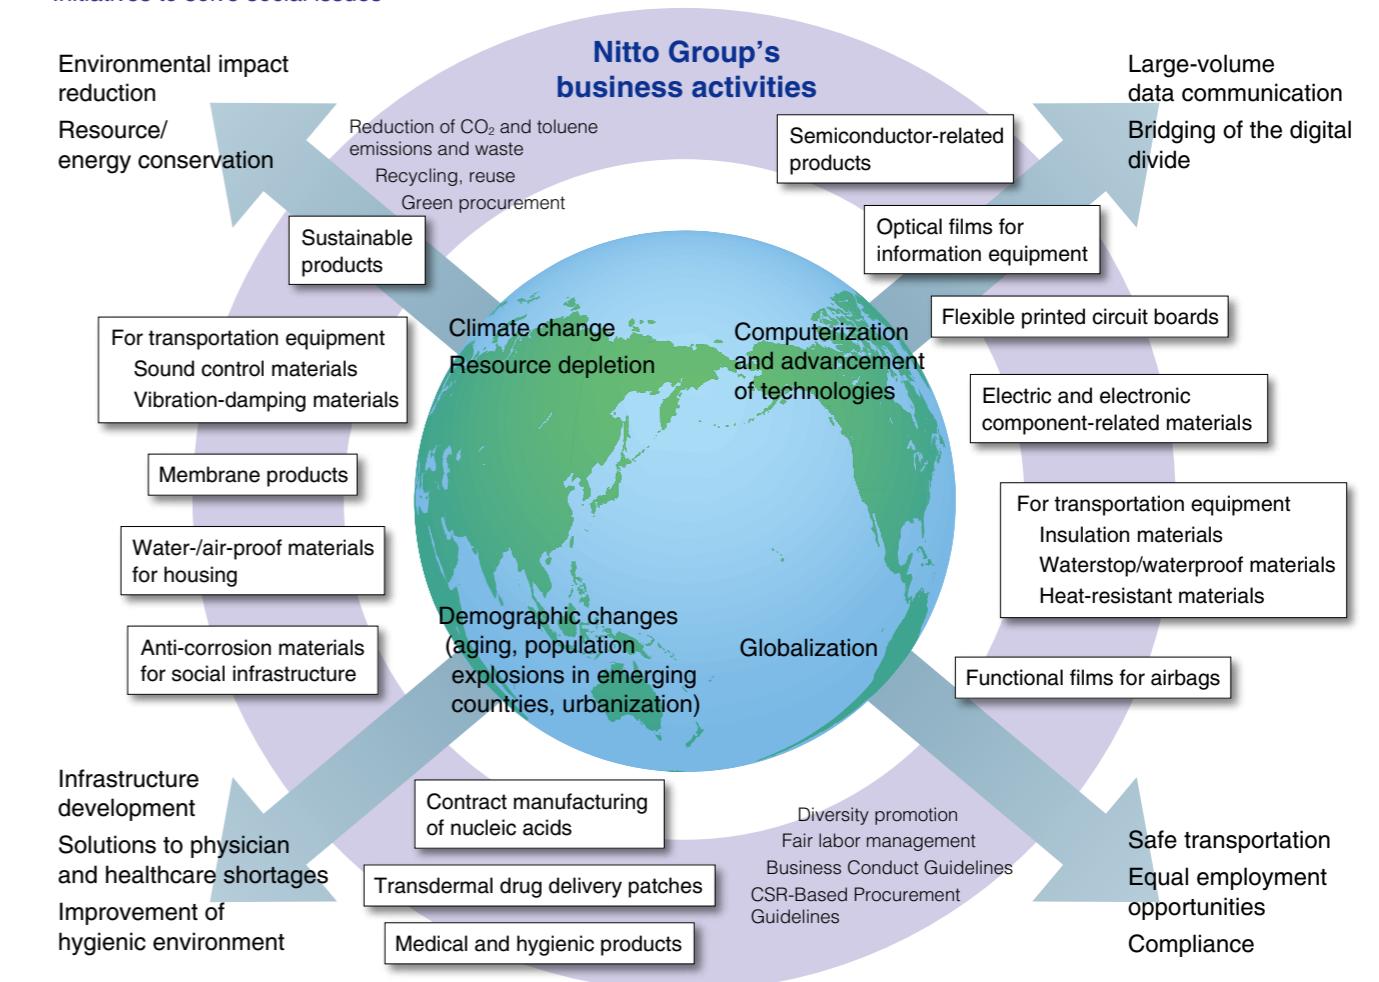 Initiatives to solve social issues
Nitto Group's
business activities
Environmental impact
reduction
Resource/
energy conservation
Reduction of CO₂ and toluene
emissions and waste
Recycling, reuse
Green procurement
Sustainable
products
Semiconductor-related
products
Large-volume
data communication
Bridging of the digital
divide
Optical films for
information equipment
Flexible printed circuit boards
Climate change
Resource depletion
Computerization
and advancement
of technologies
For transportation equipment
Sound control materials
Vibration-damping materials
Electric and electronic
component-related materials
Membrane products
For transportation equipment
Insulation materials
Waterstop/waterproof materials
Heat-resistant materials
Water-/air-proof materials
for housing
Anti-corrosion materials
for social infrastructure
Demographic changes
(aging, population
explosions in emerging
countries, urbanization)
Globalization
Functional films for airbags
Infrastructure
development
Solutions to physician
and healthcare shortages
Improvement of
hygienic environment
Contract manufacturing
of nucleic acids
Transdermal drug delivery patches
Medical and hygienic products
Diversity promotion
Fair labor management
Business Conduct Guidelines
CSR-Based Procurement
Guidelines
Safe transportation
Equal employment
opportunities
Compliance